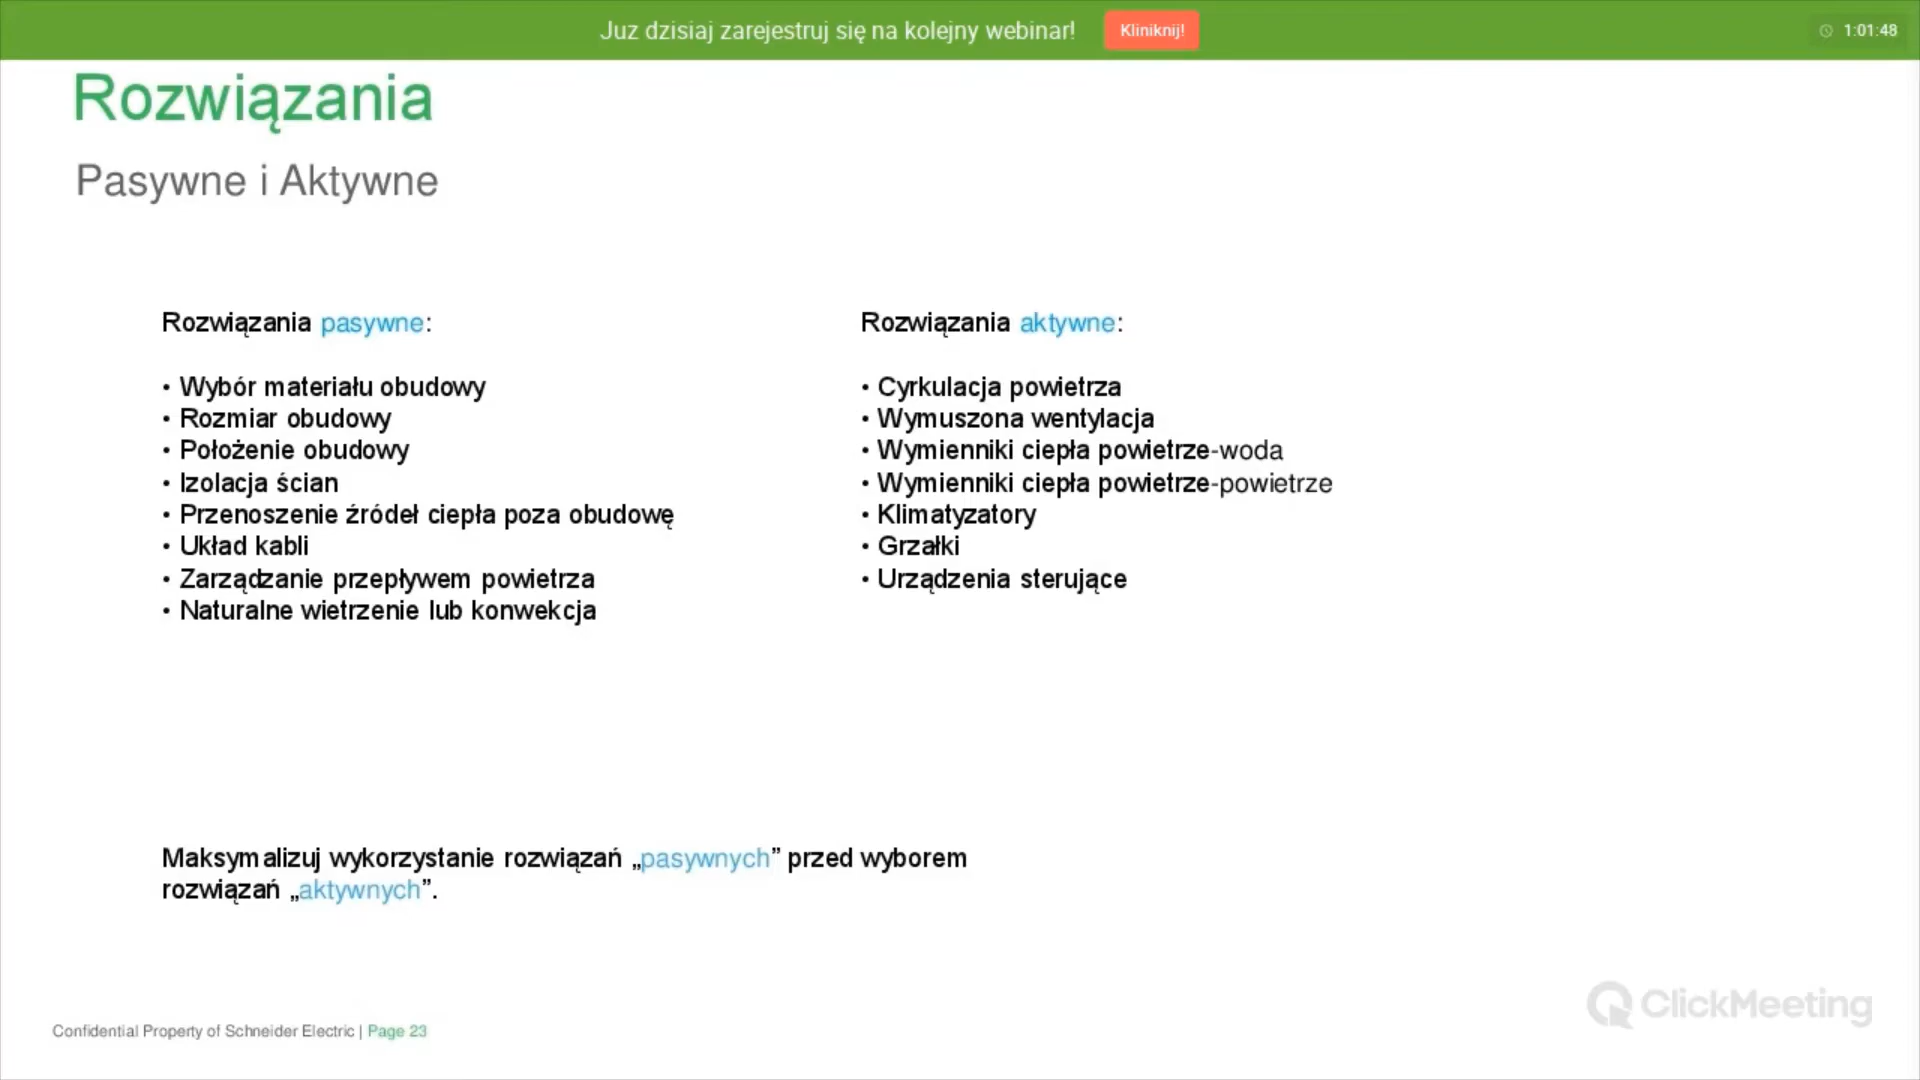 Juz dzisiaj zarejestruj się na kolejny webinar!
Kliniknij!
1:01:48
Rozwiązania
Pasywne i Aktywne
Rozwiązania pasywne:
• Wybór materiału obudowy
• Rozmiar obudowy
• Położenie obudowy
• Izolacja ścian
• Przenoszenie źródeł ciepła poza obudowę
• Układ kabli
• Zarządzanie przepływem powietrza
• Naturalne wietrzenie lub konwekcja
Rozwiązania aktywne:
• Cyrkulacja powietrza
• Wymuszona wentylacja
• Wymienniki ciepła powietrze-woda
• Wymienniki ciepła powietrze-powietrze
• Klimatyzatory
• Grzałki
• Urządzenia sterujące
Maksymalizuj wykorzystanie rozwiązań „pasywnych” przed wyborem
rozwiązań „aktywnych”.
Confidential Property of Schneider Electric | Page 23
ClickMeeting